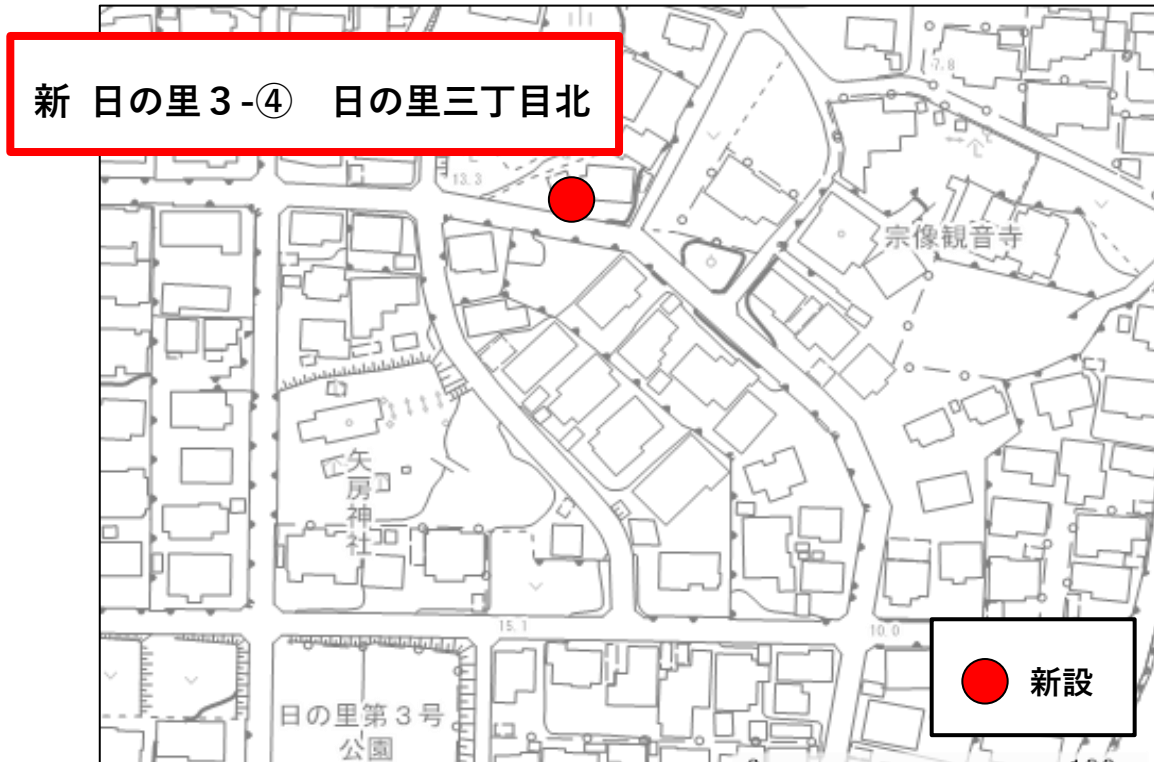 新 日の里３-④　日の里三丁目北
7.8
13.3
宗像観音寺
矢房神社
15.1
10.0
新設
日の里第３号
公園